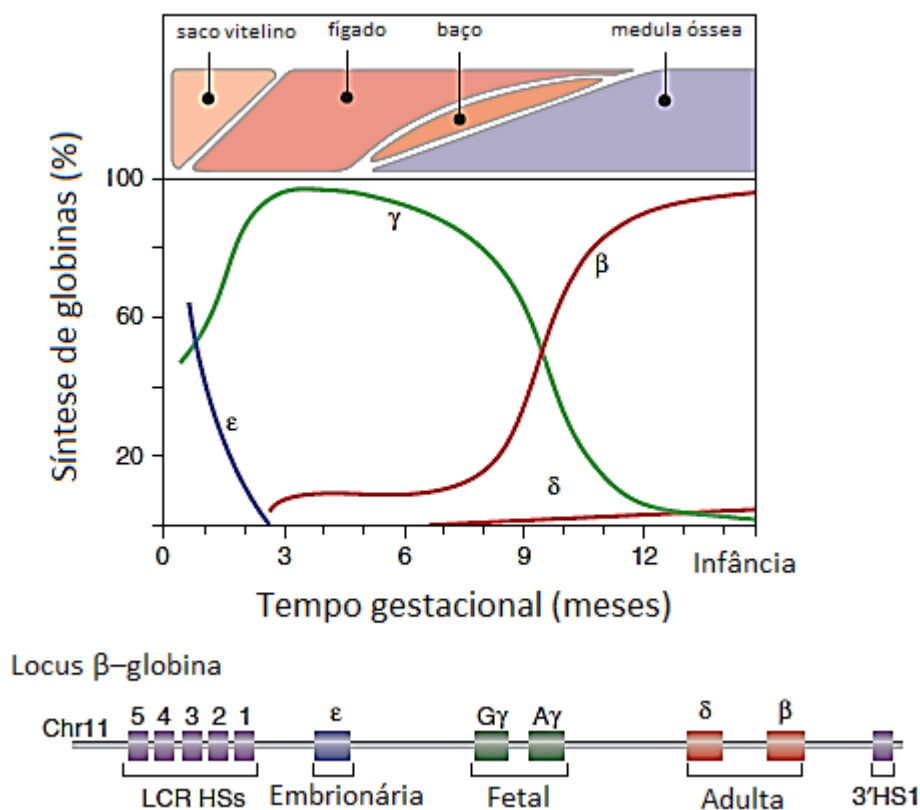 saco vitelino fígado baço medula óssea
Síntese de globinas (%)
100
60
20
γ
β
ε
δ
0 3 6 9 12 Infância
Tempo gestacional (meses)
Locus β–globina
Chr11 5 4 3 2 1 ε Gγ Aγ δ β
LCR HSs Embrionária Fetal Adulta 3′HS1